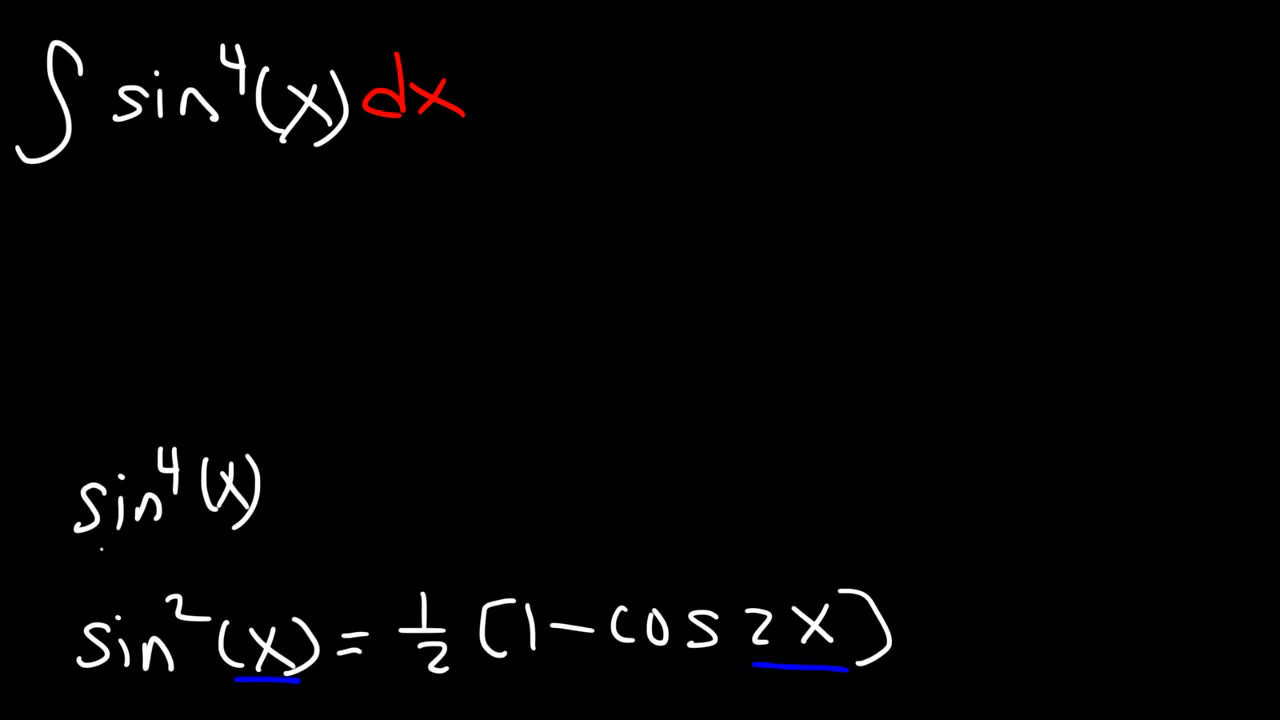 ∫ sin⁴(x) dx
sin⁴(x)
sin²(x) = 1/2 (1 - cos 2x)